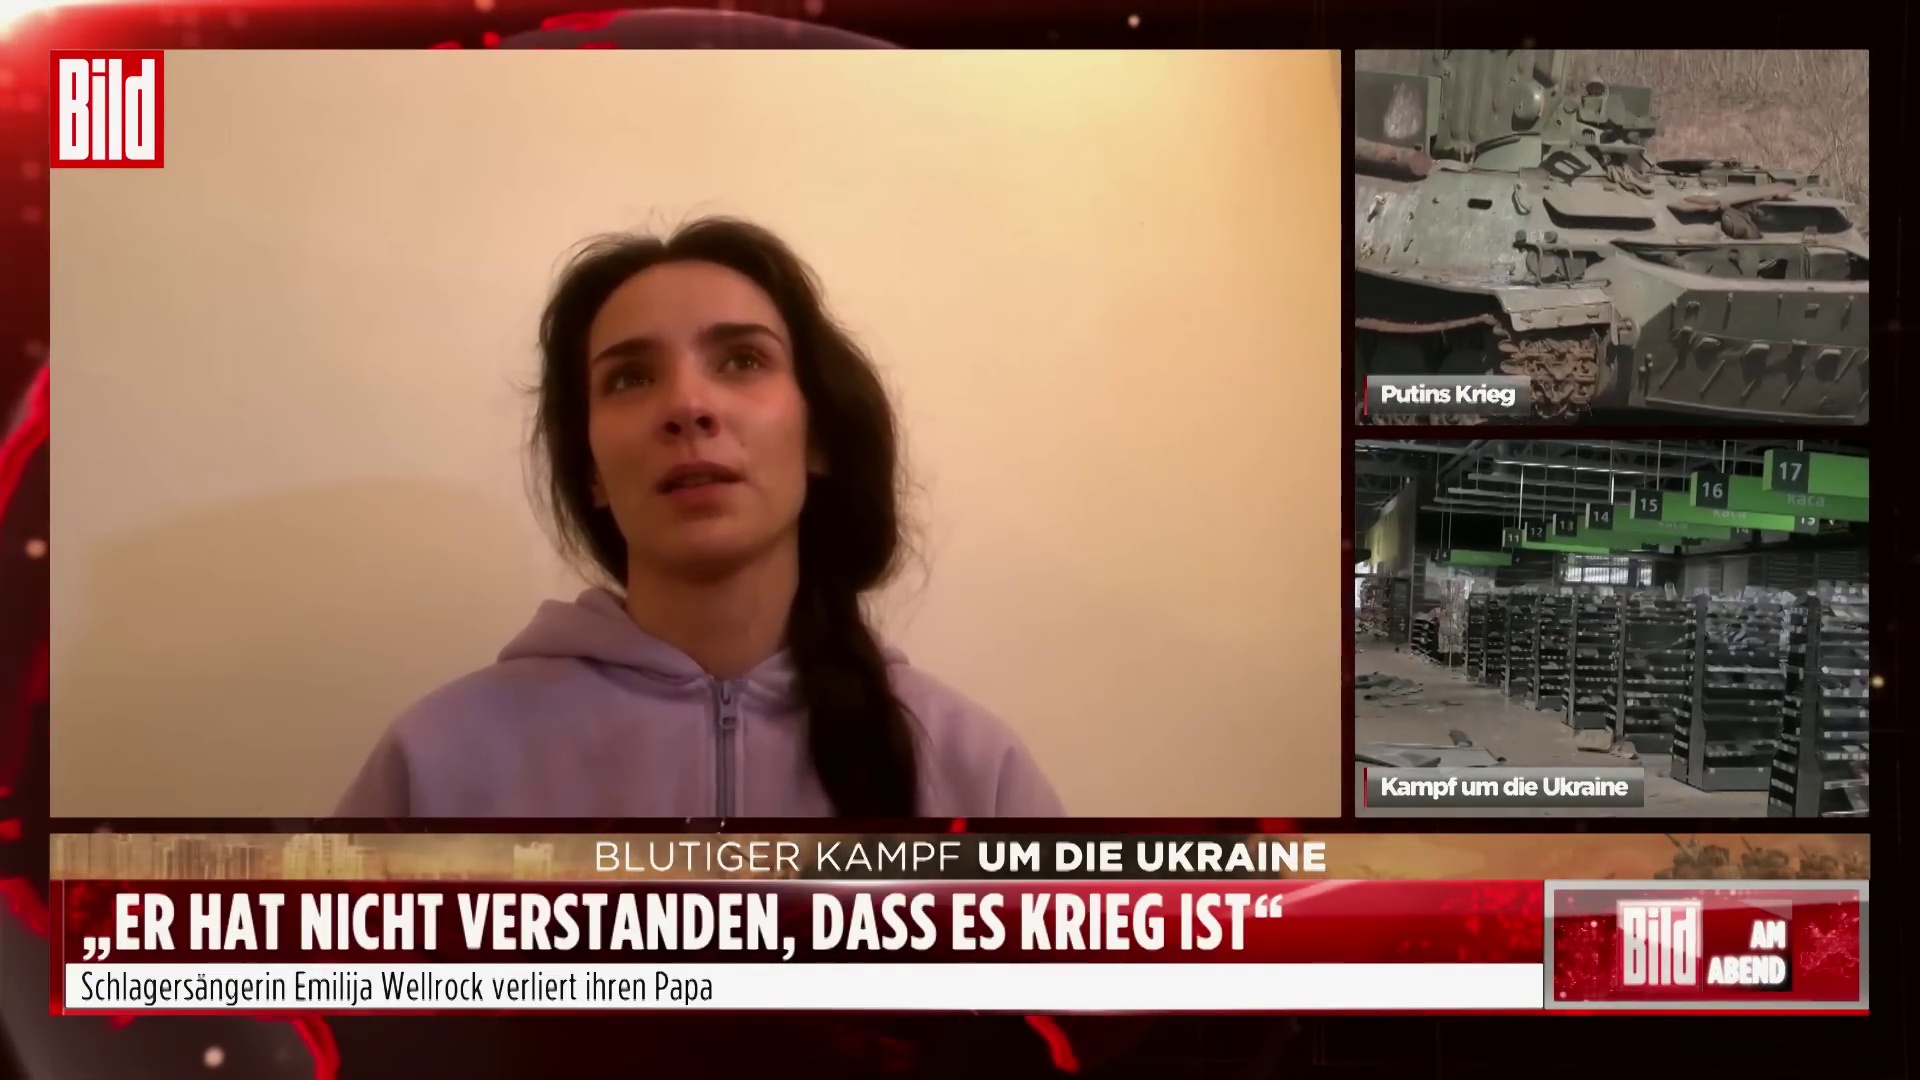 Bild
Putins Krieg
17
16
15
14
13
12
11
Kampf um die Ukraine
BLUTIGER KAMPF UM DIE UKRAINE
„ER HAT NICHT VERSTANDEN, DASS ES KRIEG IST“
Schlagersängerin Emilija Wellrock verliert ihren Papa
Bild AM
ABEND